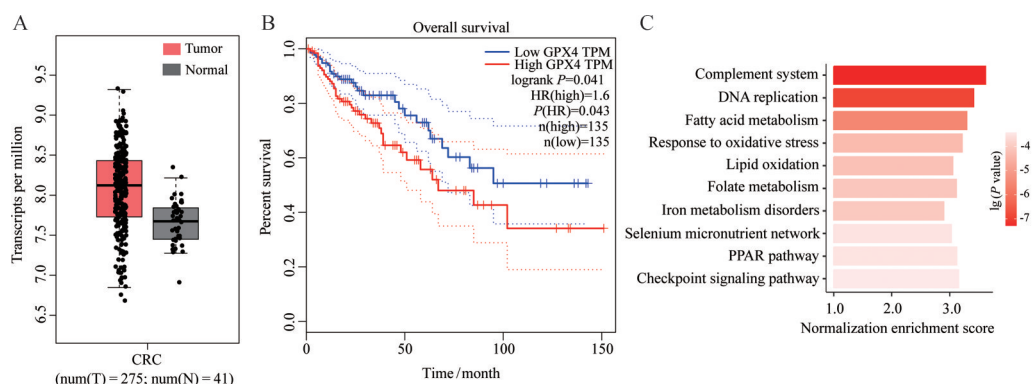 A
Tumor
Normal
Transcripts per million
9.5
9.0
8.5
8.0
7.5
7.0
6.5
CRC
(num(T) = 275; num(N) = 41)
B
Overall survival
Low GPX4 TPM
High GPX4 TPM
logrank P=0.041
HR(high)=1.6
P(HR)=0.043
n(high)=135
n(low)=135
Percent survival
1.0
0.8
0.6
0.4
0.2
0.0
0 50 100 150
Time/month
C
Complement system
DNA replication
Fatty acid metabolism
Response to oxidative stress
Lipid oxidation
Folate metabolism
Iron metabolism disorders
Selenium micronutrient network
PPAR pathway
Checkpoint signaling pathway
1.0 2.0 3.0
Normalization enrichment score
lg(P value)
-4
-5
-6
-7